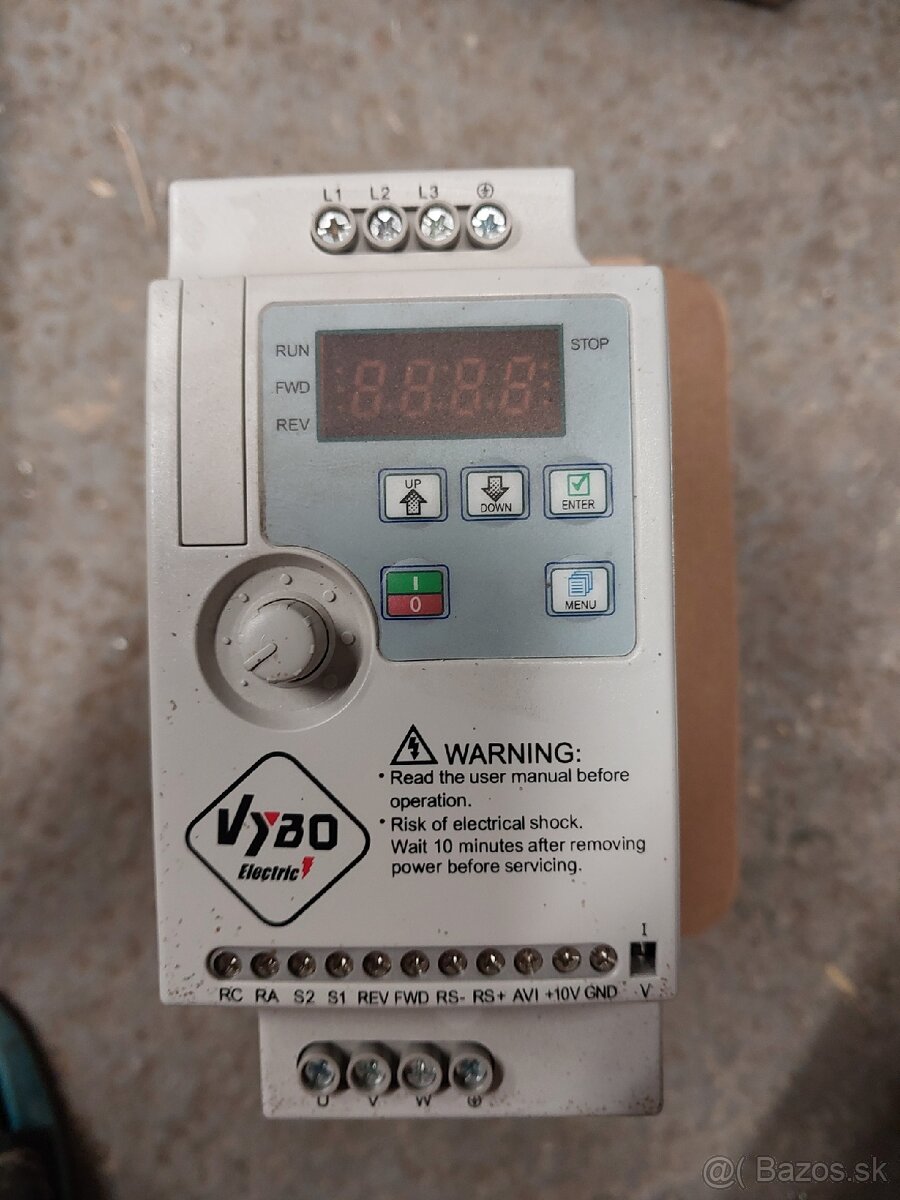 L1 L2 L3
RUN
STOP
FWD
REV
8888
UP
DOWN
ENTER
I
0
MENU
WARNING:
• Read the user manual before
operation.
• Risk of electrical shock.
Wait 10 minutes after removing
power before servicing.
VYBO
Electric
I
RC RA S2 S1 REV FWD RS- RS+ AVI +10V GND V
U V W
@( Bazos.sk